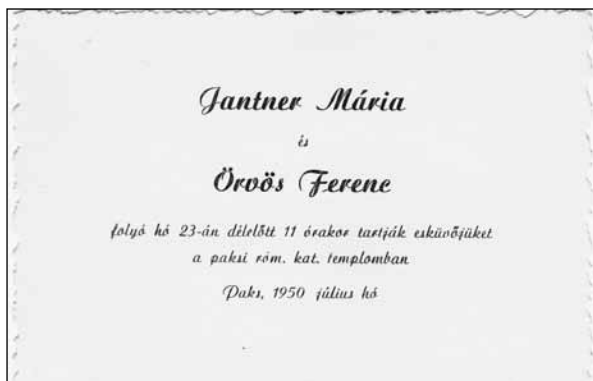 Jantner Mária
és
Örvös Ferenc
folyó hó 23-án délelőtt 11 órakor tartják esküvőjüket
a paksi róm. kat. templomban
Paks, 1950 július hó